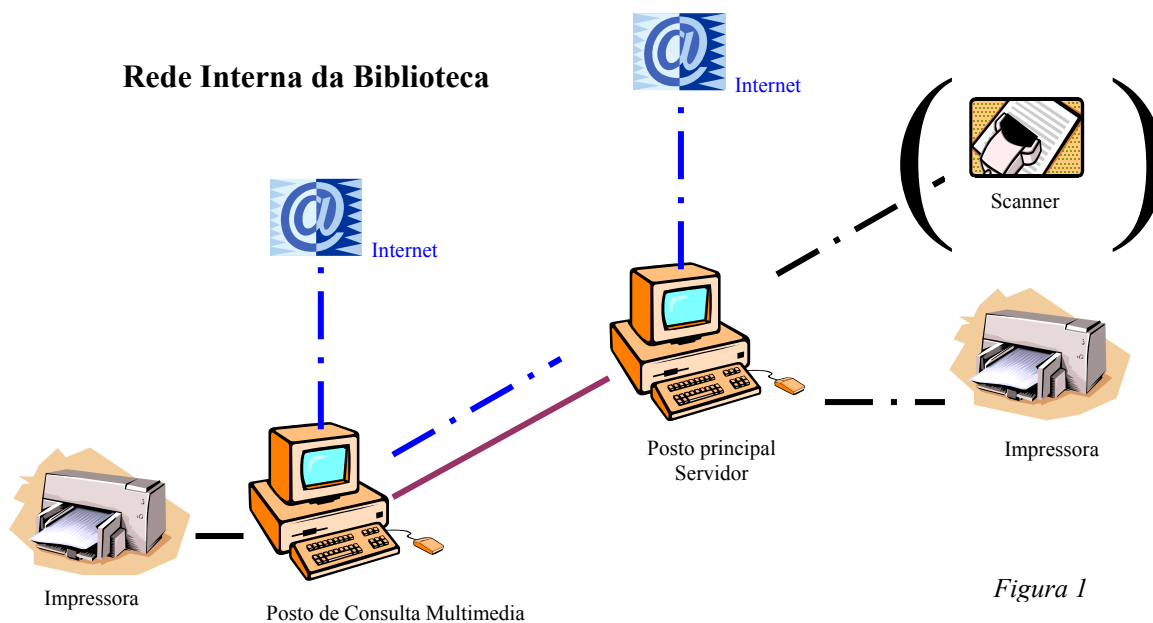 Rede Interna da Biblioteca
Internet
Internet
Scanner
Posto principal
Servidor
Impressora
Impressora
Posto de Consulta Multimedia
Figura 1